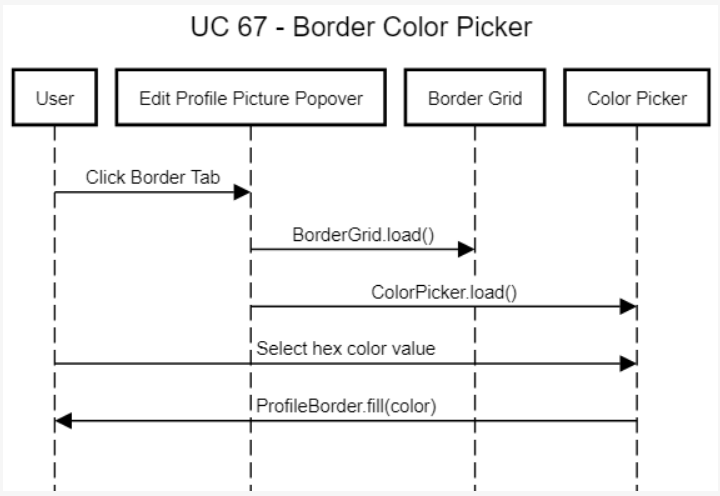 UC 67 - Border Color Picker
User
Edit Profile Picture Popover
Border Grid
Color Picker
Click Border Tab
BorderGrid.load()
ColorPicker.load()
Select hex color value
ProfileBorder.fill(color)